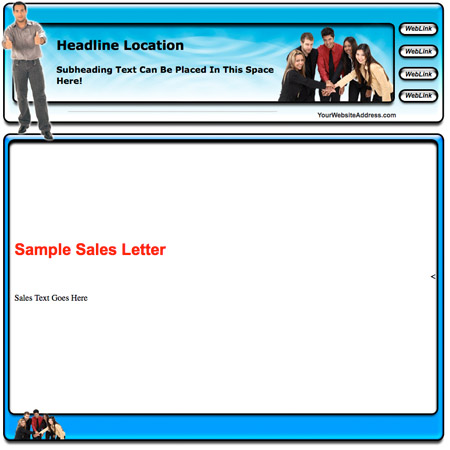 Headline Location
Subheading Text Can Be Placed In This Space
Here!
WebLink
WebLink
WebLink
WebLink
YourWebsiteAddress.com
Sample Sales Letter
<
Sales Text Goes Here